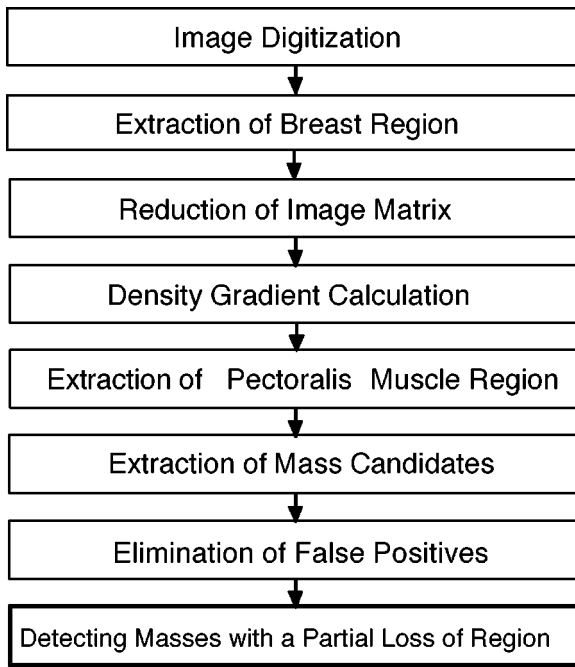 Image Digitization
Extraction of Breast Region
Reduction of Image Matrix
Density Gradient Calculation
Extraction of Pectoralis Muscle Region
Extraction of Mass Candidates
Elimination of False Positives
Detecting Masses with a Partial Loss of Region